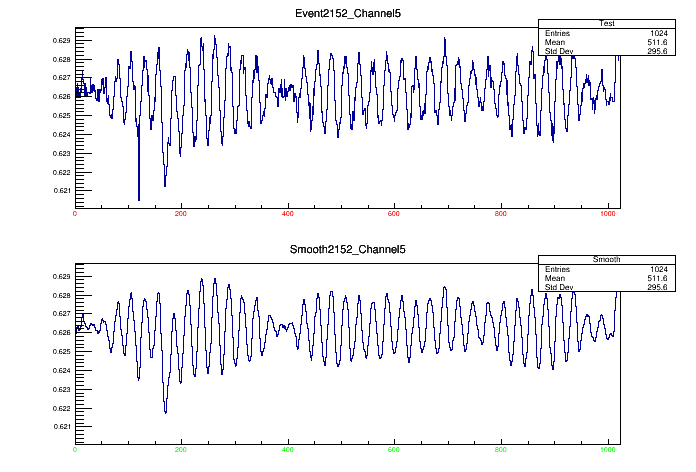 Event2152_Channel5
Test
Entries 1024
Mean 511.6
Std Dev 295.6
0.629
0.628
0.627
0.626
0.625
0.624
0.623
0.622
0.621
0 200 400 600 800 1000
Smooth2152_Channel5
Smooth
Entries 1024
Mean 511.6
Std Dev 295.6
0.629
0.628
0.627
0.626
0.625
0.624
0.623
0.622
0.621
0 200 400 600 800 1000